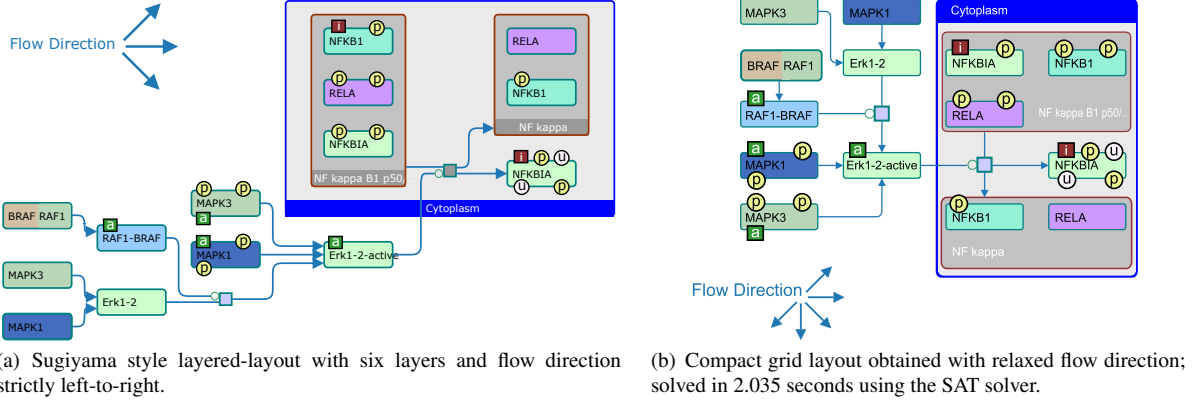 Flow Direction
i
p
NFKB1
RELA
p
p
RELA
p
NFKB1
p
p
NFKBIA
NF kappa
NF kappa B1 p50/
i
p
u
NFKBIA
u
p
Cytoplasm
p
p
MAPK3
a
BRAF RAF1
a
RAF1-BRAF
a
p
MAPK1
p
a
Erk1-2-active
MAPK3
Erk1-2
MAPK1
(a) Sugiyama style layered-layout with six layers and flow direction
strictly left-to-right.
MAPK3
MAPK1
Cytoplasm
BRAF RAF1
Erk1-2
i
p
NFKBIA
p
p
NFKB1
a
RAF1-BRAF
p
p
RELA
NF kappa B1 p50/..
a
p
MAPK1
p
a
Erk1-2-active
i
p
u
NFKBIA
u
p
p
p
MAPK3
a
p
NFKB1
RELA
NF kappa
Flow Direction
(b) Compact grid layout obtained with relaxed flow direction;
solved in 2.035 seconds using the SAT solver.